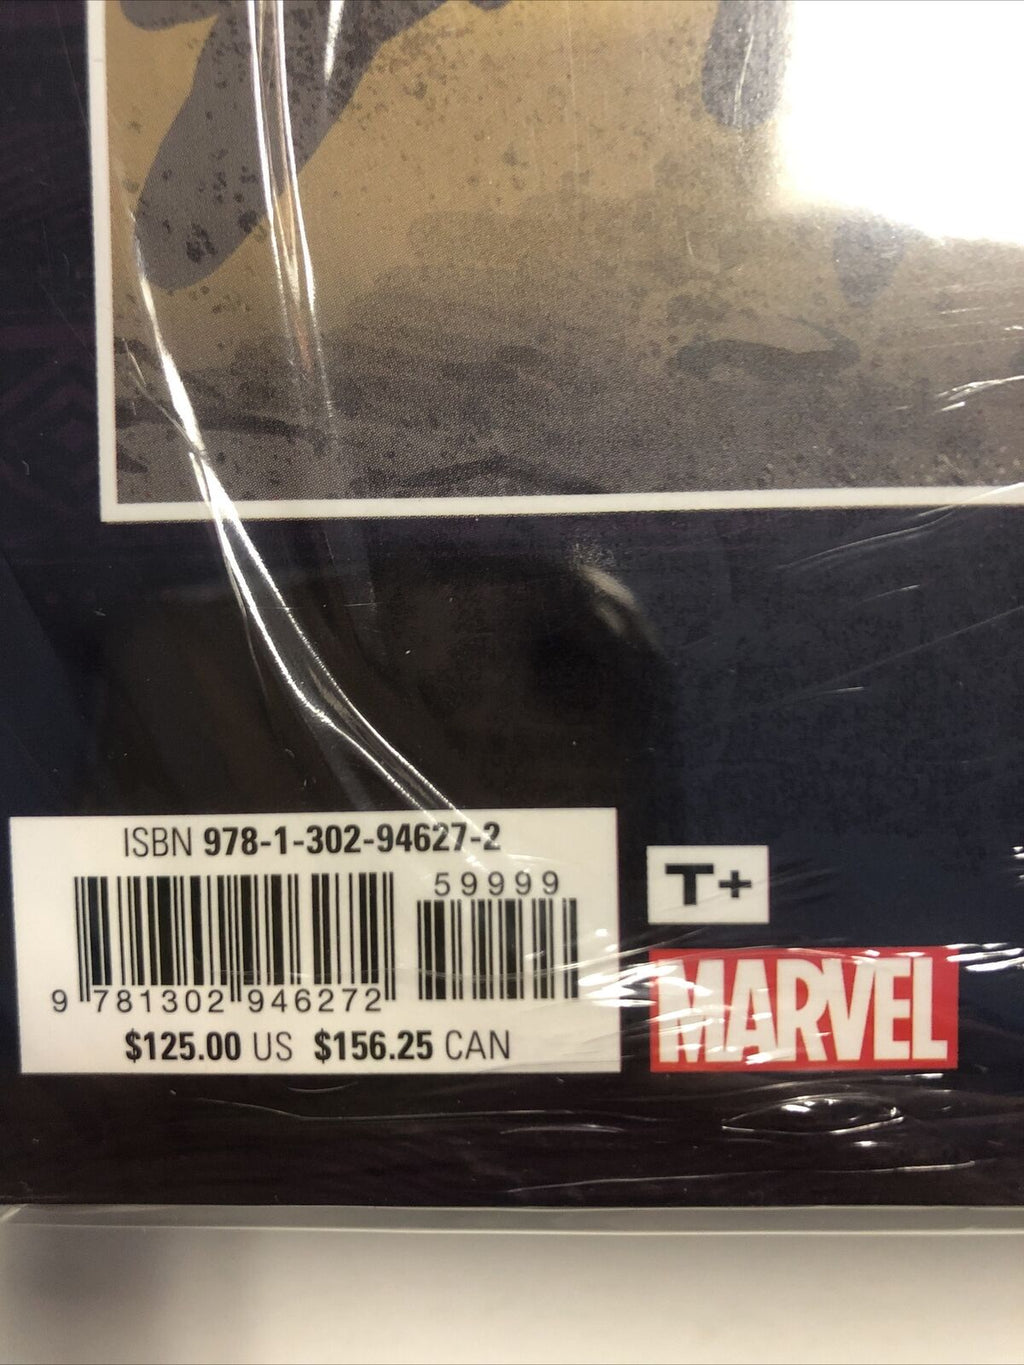 ISBN 978-1-302-94627-2
59999
9 781302 946272
$125.00 US $156.25 CAN
T+
MARVEL